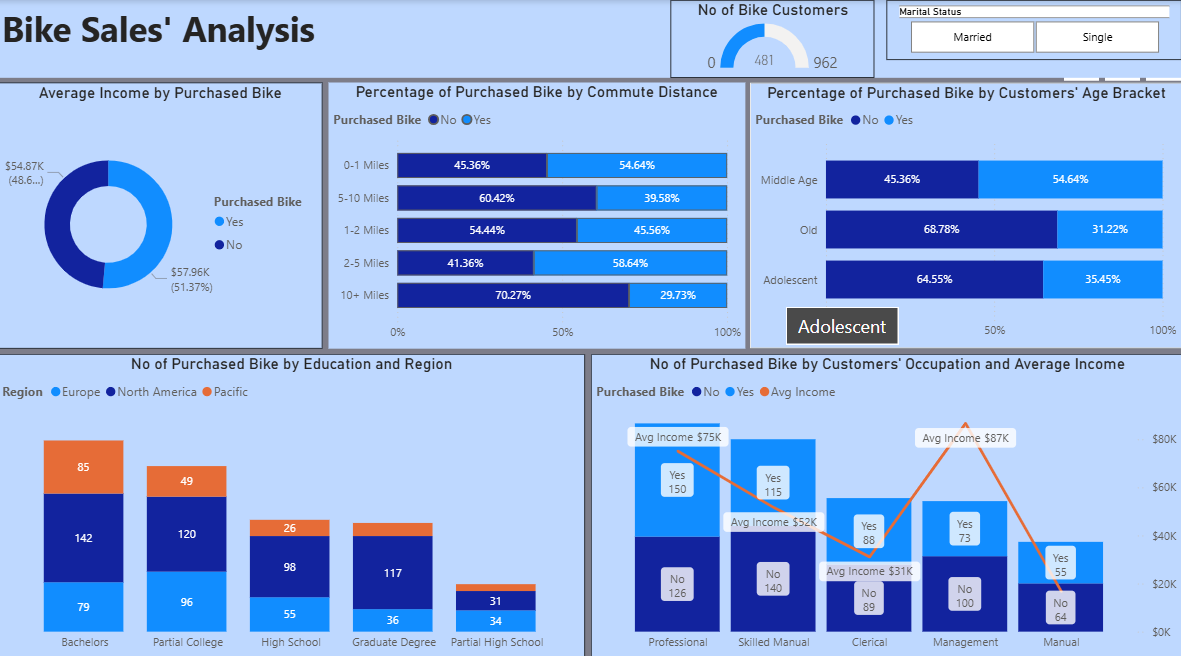 Bike Sales' Analysis
No of Bike Customers
0
481
962
Marital Status
Married
Single
Average Income by Purchased Bike
$54.87K
(48.6...)
Purchased Bike
Yes
No
$57.96K
(51.37%)
Percentage of Purchased Bike by Commute Distance
Purchased Bike No Yes
0-1 Miles 45.36% 54.64%
5-10 Miles 60.42% 39.58%
1-2 Miles 54.44% 45.56%
2-5 Miles 41.36% 58.64%
10+ Miles 70.27% 29.73%
0% 50% 100%
Percentage of Purchased Bike by Customers' Age Bracket
Purchased Bike No Yes
Middle Age 45.36% 54.64%
Old 68.78% 31.22%
Adolescent 64.55% 35.45%
Adolescent
50% 100%
No of Purchased Bike by Education and Region
Region Europe North America Pacific
85
142
79
49
120
96
26
98
55
117
36
31
34
Bachelors Partial College High School Graduate Degree Partial High School
No of Purchased Bike by Customers' Occupation and Average Income
Purchased Bike No Yes Avg Income
Avg Income $75K
Yes
150
No
126
Yes
115
Avg Income $52K
No
140
Yes
88
Avg Income $31K
No
89
Avg Income $87K
Yes
73
No
100
Yes
55
No
64
$80K
$60K
$40K
$20K
$0K
Professional Skilled Manual Clerical Management Manual